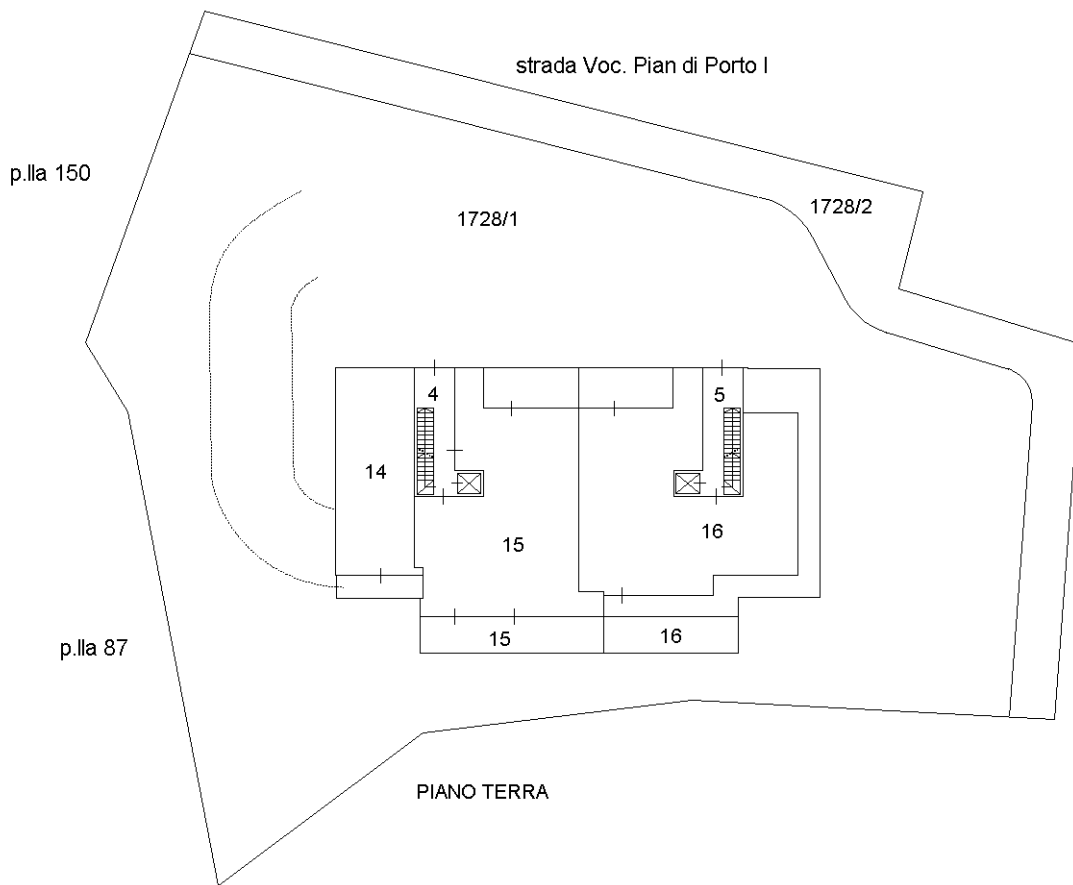 strada Voc. Pian di Porto I
p.lla 150
1728/1
1728/2
4
5
14
15
16
15
16
p.lla 87
PIANO TERRA